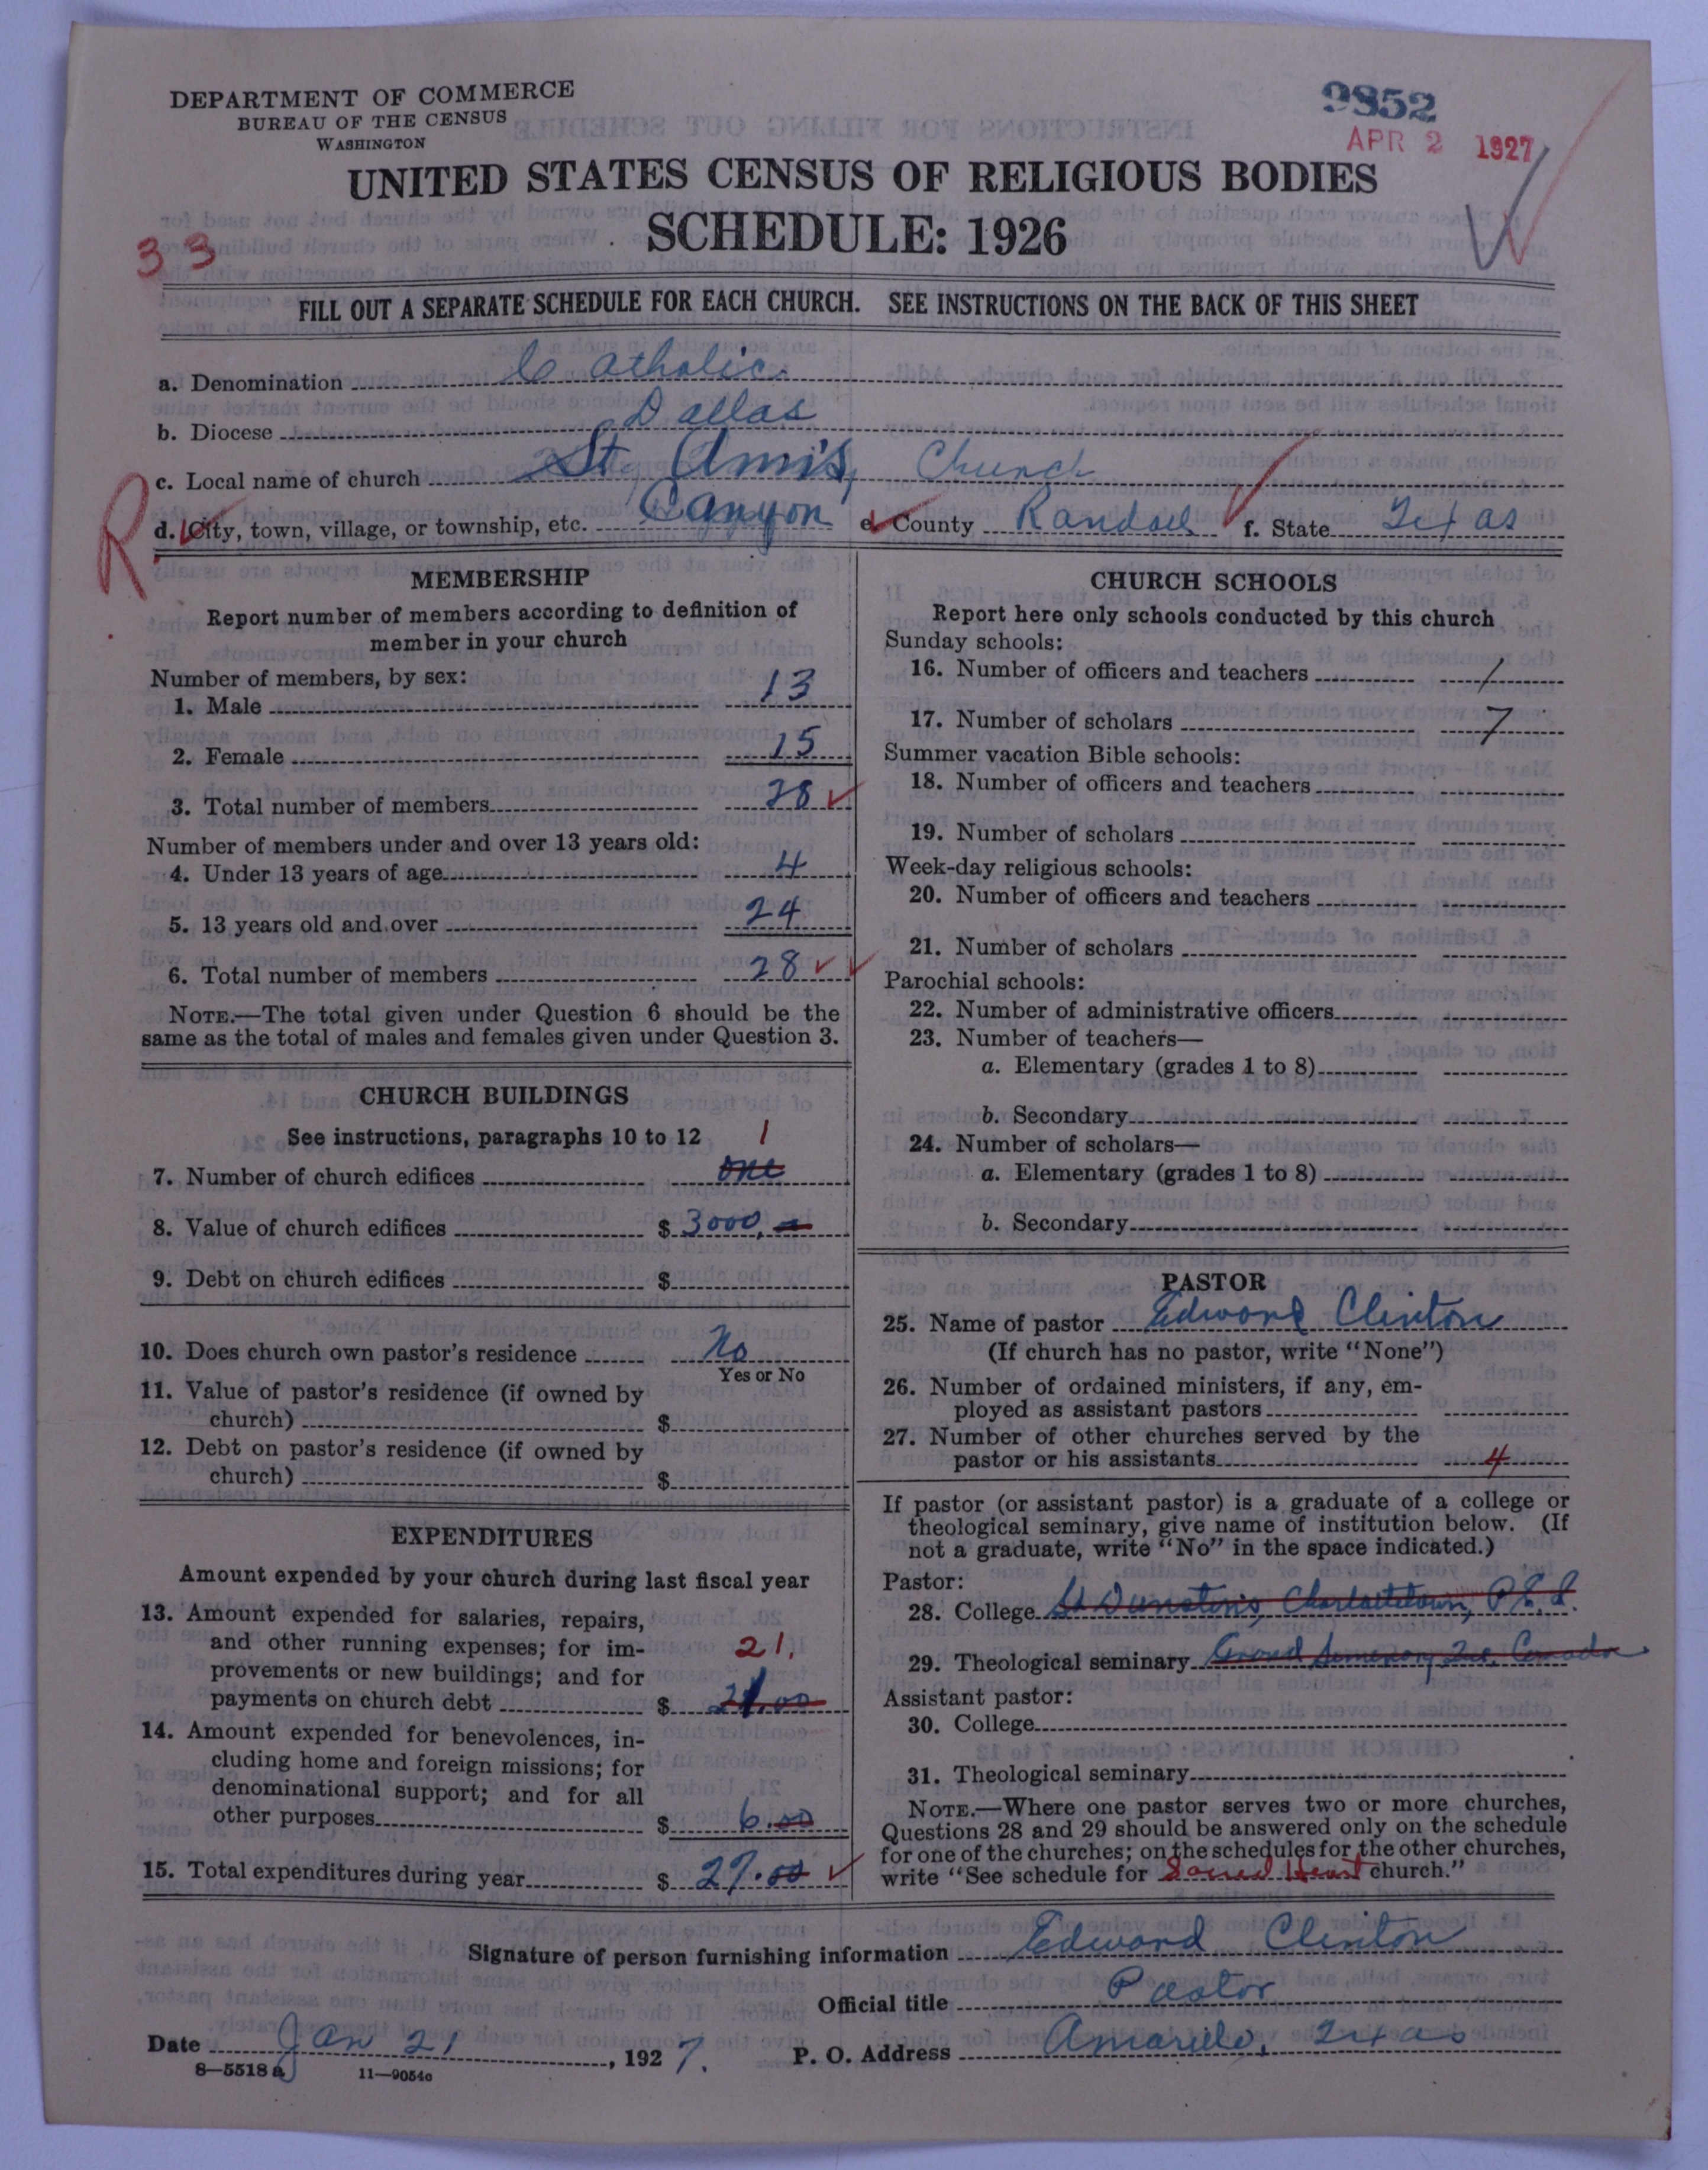 DEPARTMENT OF COMMERCE
BUREAU OF THE CENSUS
WASHINGTON
9852
APR 2 1927
UNITED STATES CENSUS OF RELIGIOUS BODIES
SCHEDULE: 1926
33
FILL OUT A SEPARATE SCHEDULE FOR EACH CHURCH. SEE INSTRUCTIONS ON THE BACK OF THIS SHEET
a. Denomination Catholic
b. Diocese Dallas
c. Local name of church St. Ann's, Church
R
d. City, town, village, or township, etc. Canyon e. County Randall f. State Texas
MEMBERSHIP
Report number of members according to definition of
member in your church
Number of members, by sex:
1. Male 13
2. Female 15
3. Total number of members 28
Number of members under and over 13 years old:
4. Under 13 years of age 4
5. 13 years old and over 24
6. Total number of members 28
NOTE.—The total given under Question 6 should be the
same as the total of males and females given under Question 3.
CHURCH BUILDINGS
See instructions, paragraphs 10 to 12 1
7. Number of church edifices one
8. Value of church edifices $ 3000,
9. Debt on church edifices $
10. Does church own pastor's residence No
Yes or No
11. Value of pastor's residence (if owned by
church) $
12. Debt on pastor's residence (if owned by
church) $
EXPENDITURES
Amount expended by your church during last fiscal year
13. Amount expended for salaries, repairs,
and other running expenses; for im- 21.
provements or new buildings; and for
payments on church debt $ 21.00
14. Amount expended for benevolences, in-
cluding home and foreign missions; for
denominational support; and for all
other purposes $ 6.00
15. Total expenditures during year $ 27.00
CHURCH SCHOOLS
Report here only schools conducted by this church
Sunday schools:
16. Number of officers and teachers 1
17. Number of scholars 7
Summer vacation Bible schools:
18. Number of officers and teachers
19. Number of scholars
Week-day religious schools:
20. Number of officers and teachers
21. Number of scholars
Parochial schools:
22. Number of administrative officers
23. Number of teachers—
a. Elementary (grades 1 to 8)
b. Secondary
24. Number of scholars—
a. Elementary (grades 1 to 8)
b. Secondary
PASTOR
25. Name of pastor Edward Clinton
(If church has no pastor, write "None")
26. Number of ordained ministers, if any, em-
ployed as assistant pastors
27. Number of other churches served by the
pastor or his assistants 4
If pastor (or assistant pastor) is a graduate of a college or
theological seminary, give name of institution below. (If
not a graduate, write "No" in the space indicated.)
Pastor:
28. College St Dunstan's, Charlottetown, P.E.I.
29. Theological seminary Grand Seminary, Que. Canada
Assistant pastor:
30. College
31. Theological seminary
NOTE.—Where one pastor serves two or more churches,
Questions 28 and 29 should be answered only on the schedule
for one of the churches; on the schedules for the other churches,
write "See schedule for Sacred Heart church."
Signature of person furnishing information Edward Clinton
Official title Pastor
Date Jan 21, 1927. P. O. Address Amarillo, Texas
8—5518 a 11—9054c